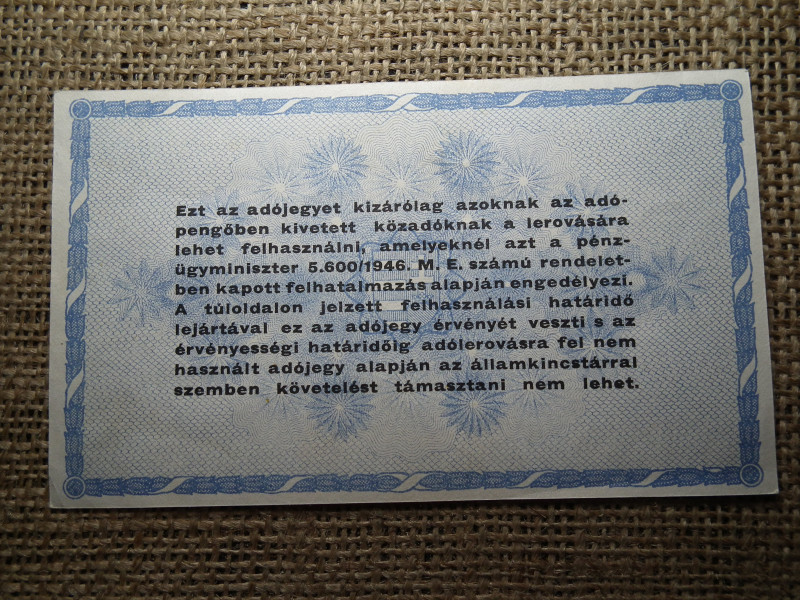 Ezt az adójegyet kizárólag azoknak az adó-
pengőben kivetett közadóknak a lerovására
lehet felhasználni, amelyeknél azt a pénz-
ügyminiszter 5.600/1946. M. E. számú rendelet-
ben kapott felhatalmazás alapján engedélyezi.
A túloldalon jelzett felhasználási határidő
lejártával ez az adójegy érvényét veszti s az
érvényességi határidőig adólerovásra fel nem
használt adójegy alapján az államkincstárral
szemben követelést támasztani nem lehet.